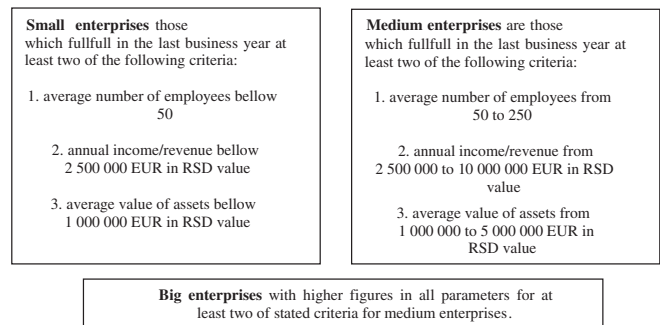 Small enterprises those
which fullfull in the last business year at
least two of the following criteria:
1. average number of employees bellow
50
2. annual income/revenue bellow
2 500 000 EUR in RSD value
3. average value of assets bellow
1 000 000 EUR in RSD value
Medium enterprises are those
which fullfull in the last business year at
least two of the following criteria:
1. average number of employees from
50 to 250
2. annual income/revenue from
2 500 000 to 10 000 000 EUR in RSD
value
3. average value of assets from
1 000 000 to 5 000 000 EUR in
RSD value
Big enterprises with higher figures in all parameters for at
least two of stated criteria for medium enterprises.